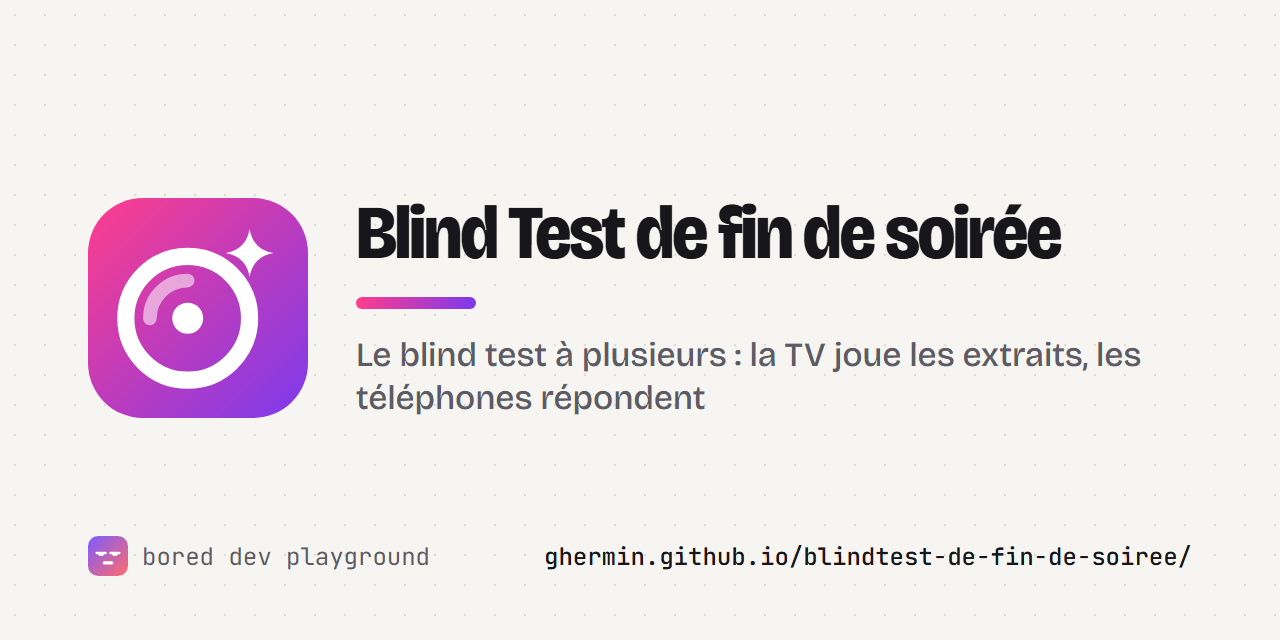 Blind Test de fin de soirée
Le blind test à plusieurs : la TV joue les extraits, les
téléphones répondent
bored dev playground
ghermin.github.io/blindtest-de-fin-de-soiree/